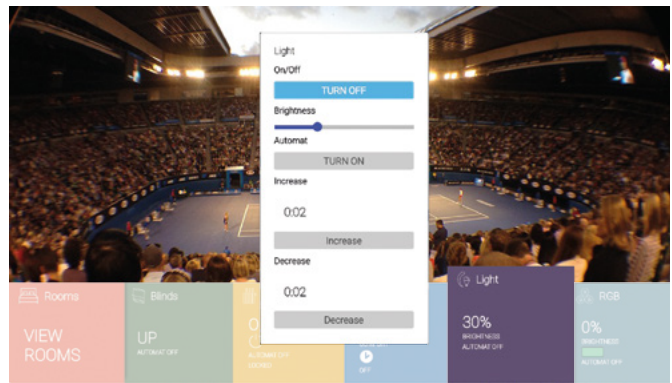 Light
On/Off
TURN OFF
Brightness
Automat
TURN ON
Increase
0:02
Increase
Decrease
0:02
Decrease
Rooms
VIEW
ROOMS
Blinds
UP
AUTOMAT OFF
AUTOMAT OFF
OFF
Light
30%
BRIGHTNESS
AUTOMAT OFF
RGB
0%
BRIGHTNESS
AUTOMAT OFF